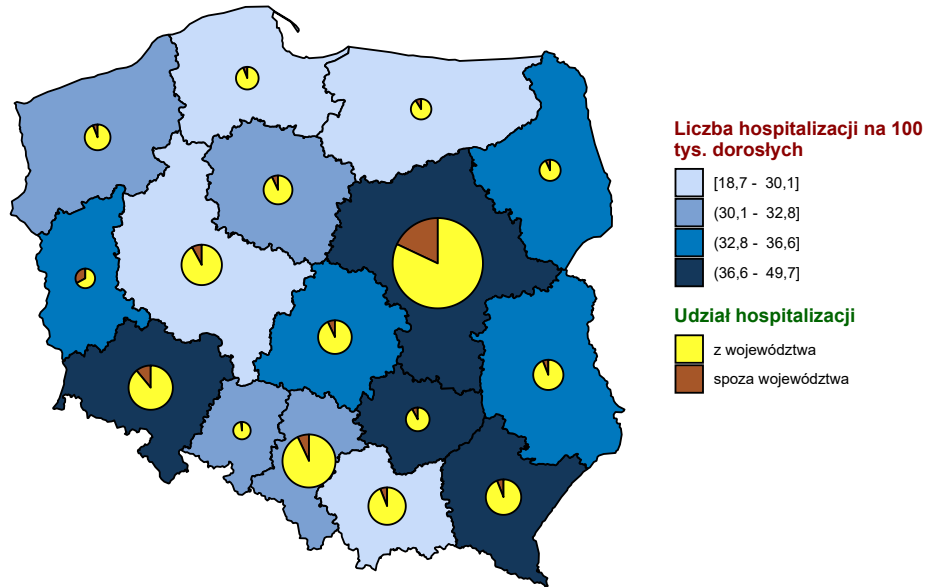 Liczba hospitalizacji na 100
tys. dorosłych
[18,7 - 30,1]
(30,1 - 32,8]
(32,8 - 36,6]
(36,6 - 49,7]
Udział hospitalizacji
z województwa
spoza województwa